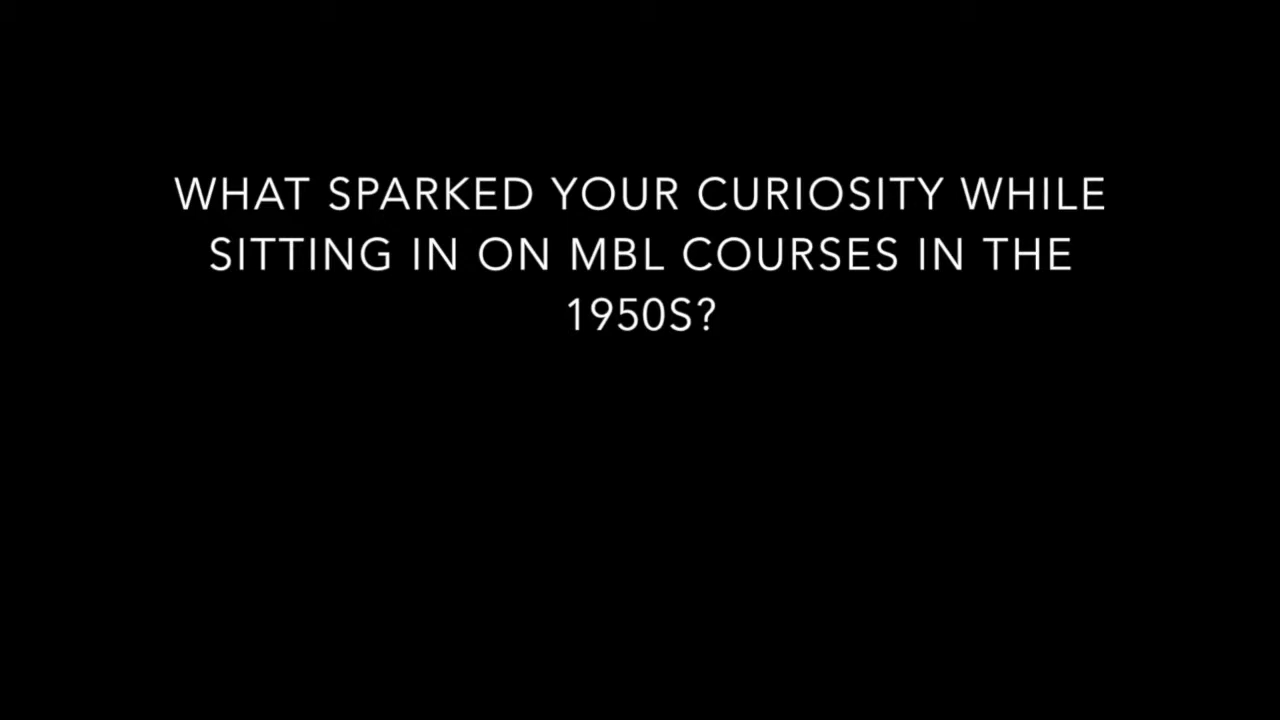 WHAT SPARKED YOUR CURIOSITY WHILE
SITTING IN ON MBL COURSES IN THE
1950S?